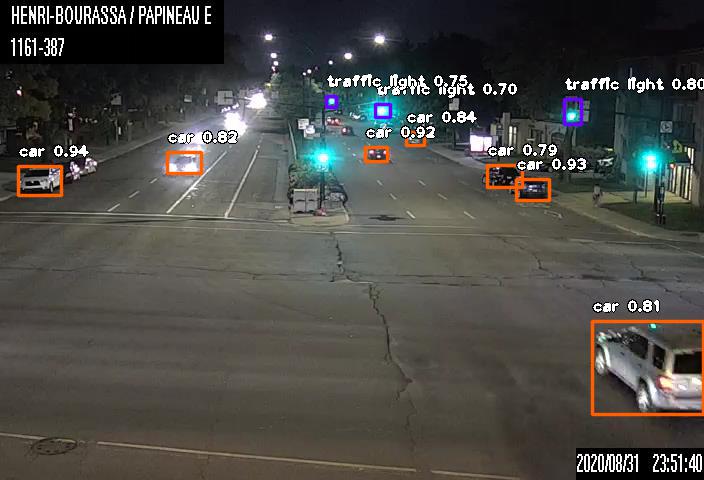 HENRI-BOURASSA / PAPINEAU E
1161-387
traffic light 0.75
traffic light 0.70
traffic light 0.80
car 0.84
car 0.92
car 0.82
car 0.94
car 0.79
car 0.93
car 0.81
2020/08/31 23:51:40